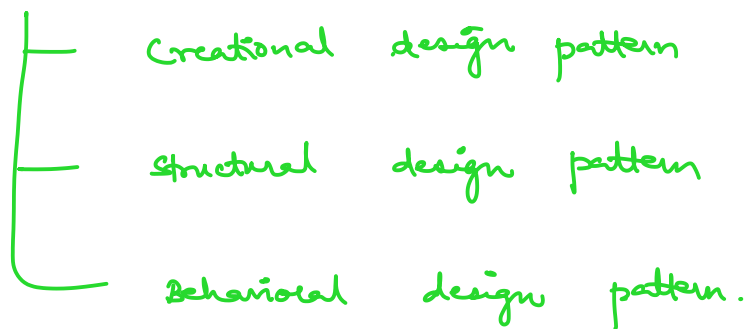 Creational design pattern
Structural design pattern
Behavioral design pattern.